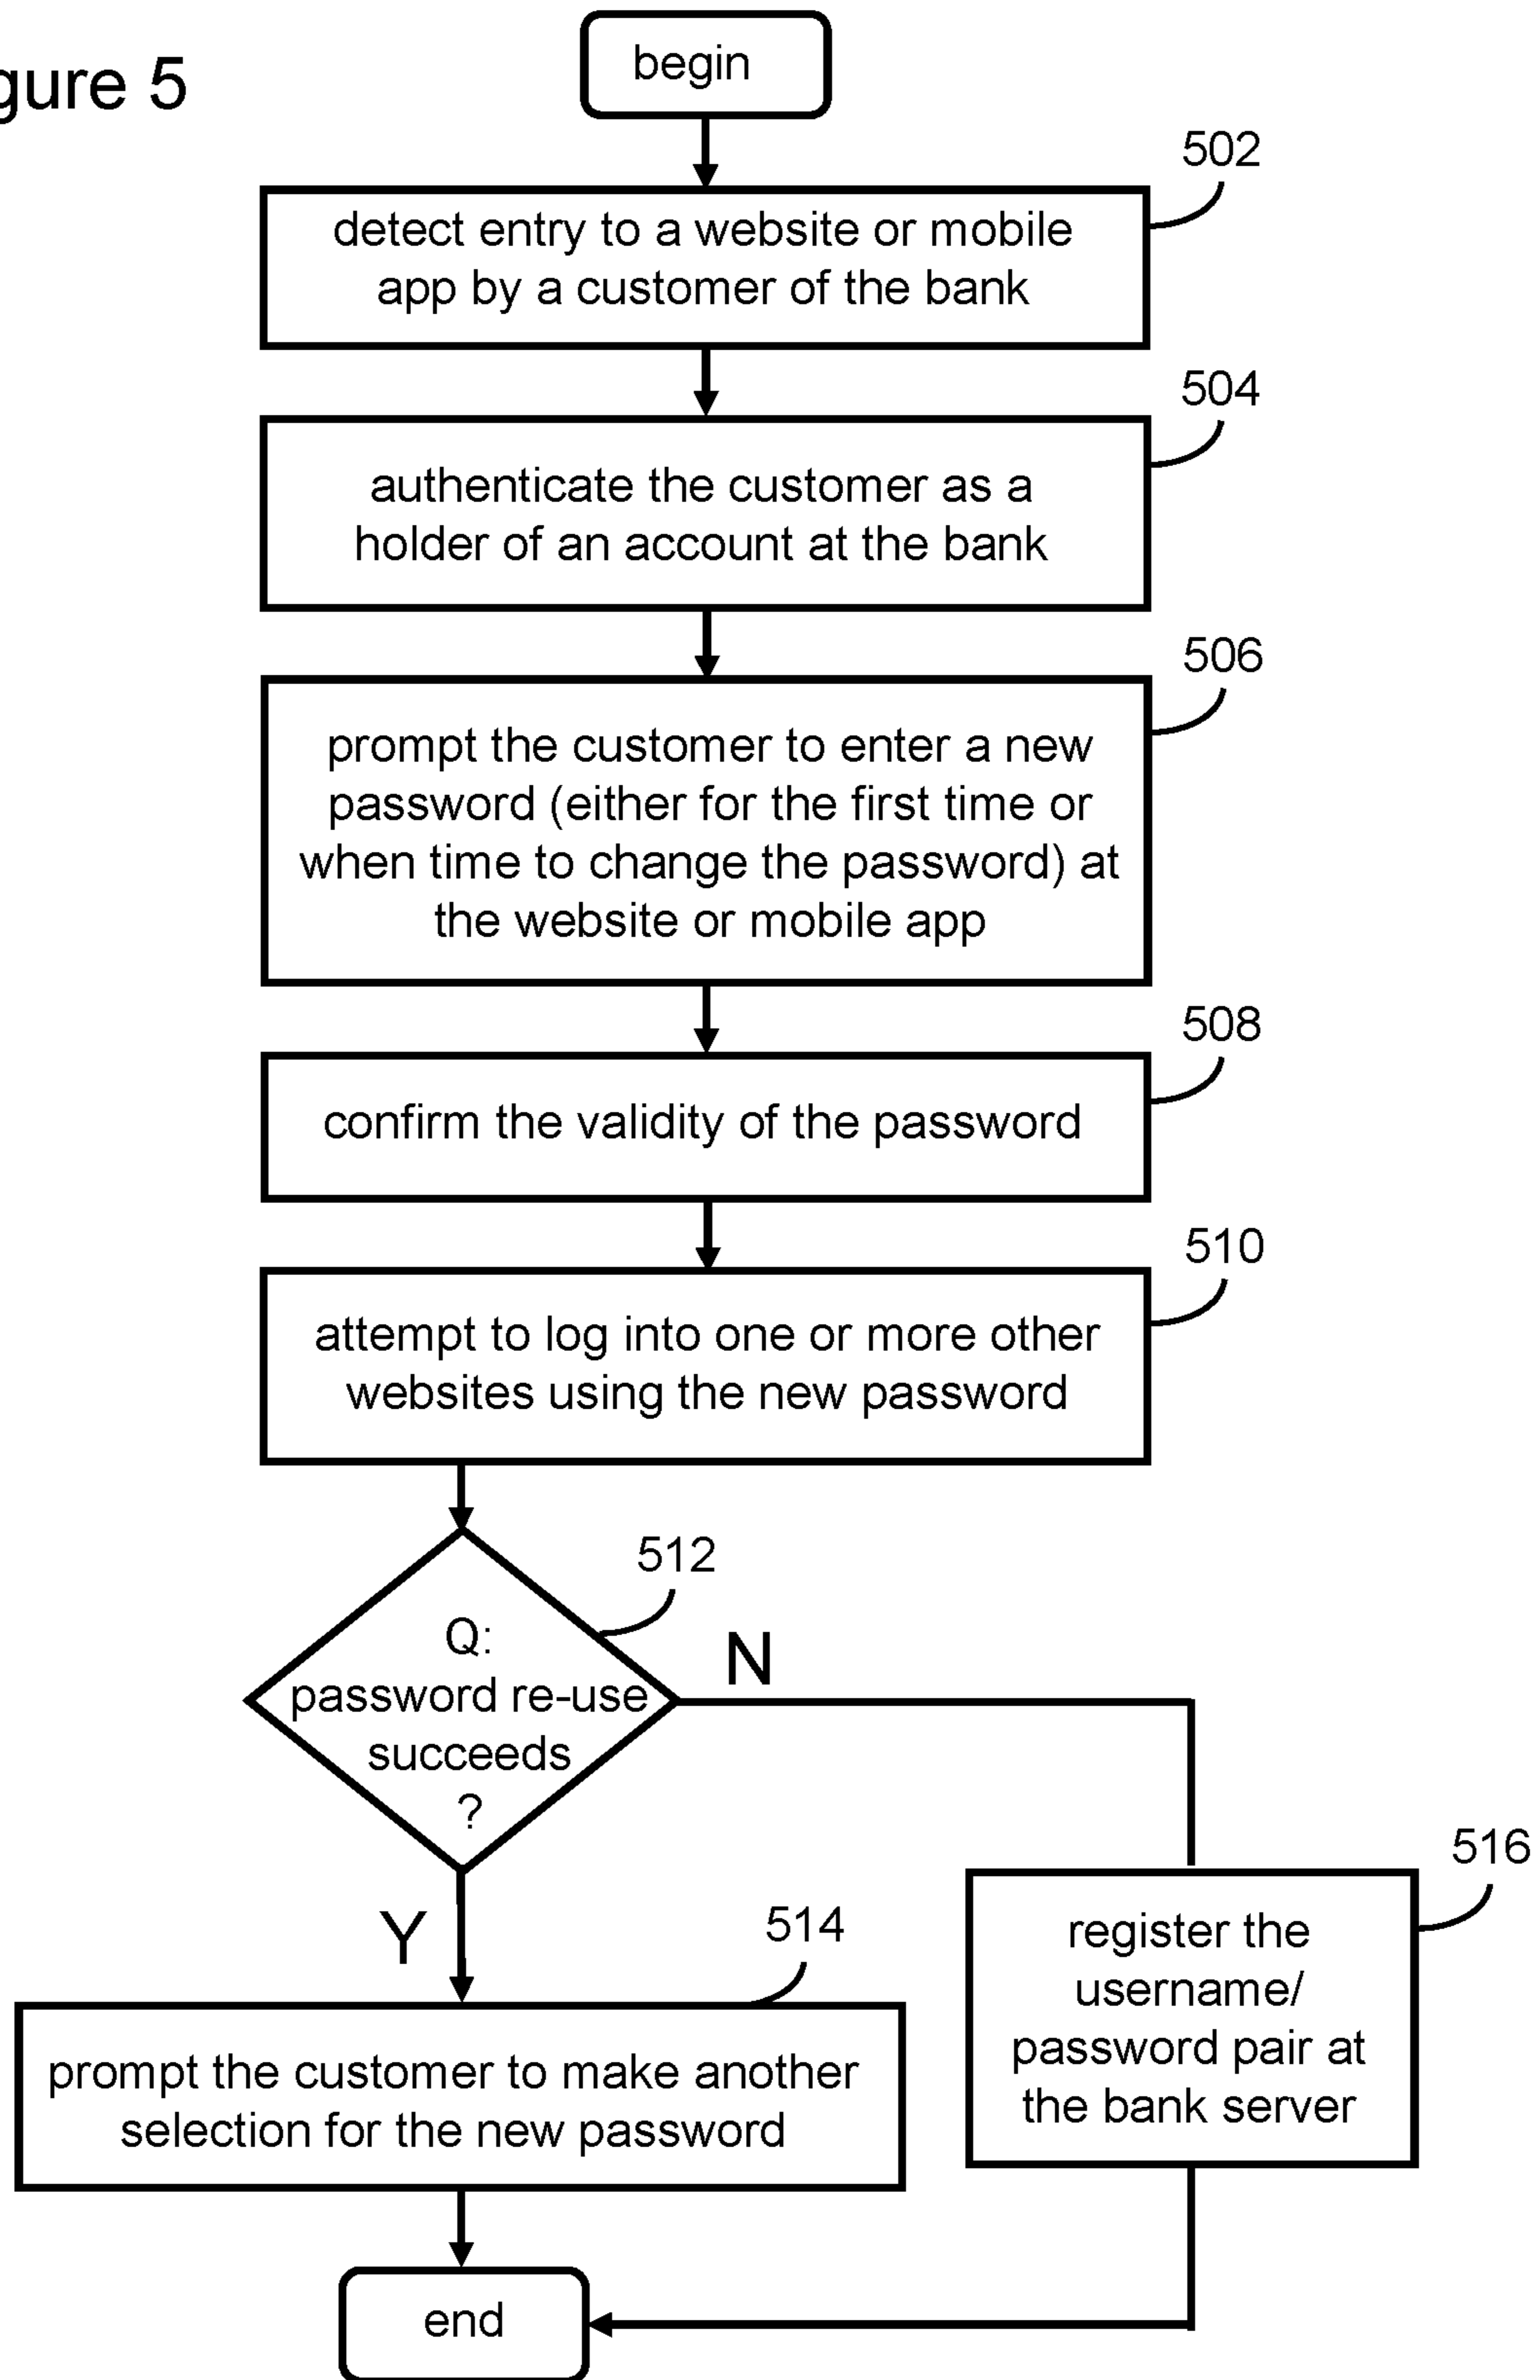 gure 5
begin
502
detect entry to a website or mobile
app by a customer of the bank
504
authenticate the customer as a
holder of an account at the bank
506
prompt the customer to enter a new
password (either for the first time or
when time to change the password) at
the website or mobile app
508
confirm the validity of the password
510
attempt to log into one or more other
websites using the new password
512
Q:
password re-use
succeeds
?
N
Y
514
prompt the customer to make another
selection for the new password
516
register the
username/
password pair at
the bank server
end